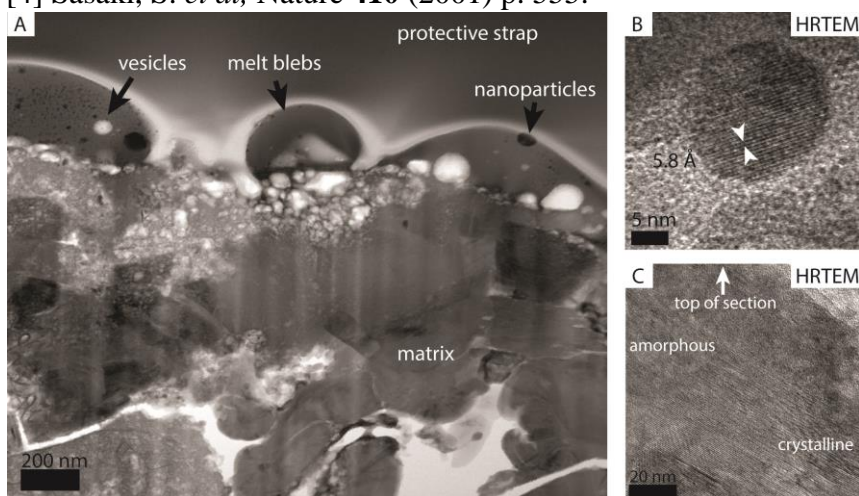 [4] Sasaki, S. et al, Nature 410 (2001) p. 555.
A
protective strap
vesicles
melt blebs
nanoparticles
matrix
200 nm
B
HRTEM
5.8 Å
5 nm
C
HRTEM
top of section
amorphous
crystalline
20 nm